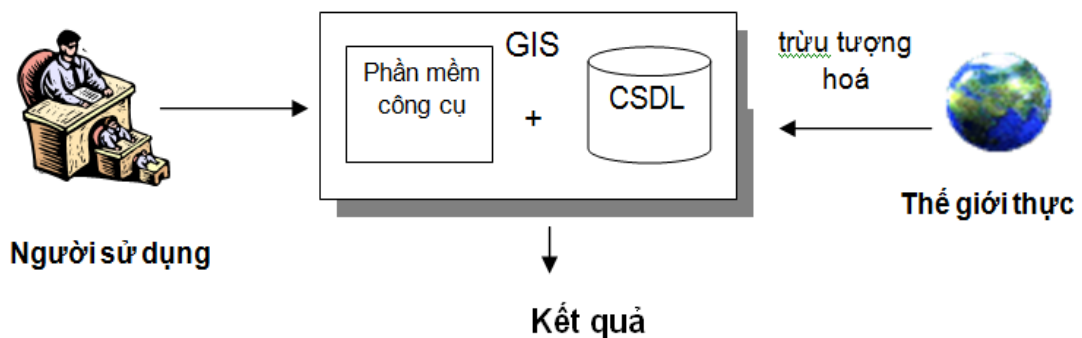 GIS
Phần mềm
công cụ
+
CSDL
trừu tượng
hoá
Người sử dụng
Thế giới thực
Kết quả